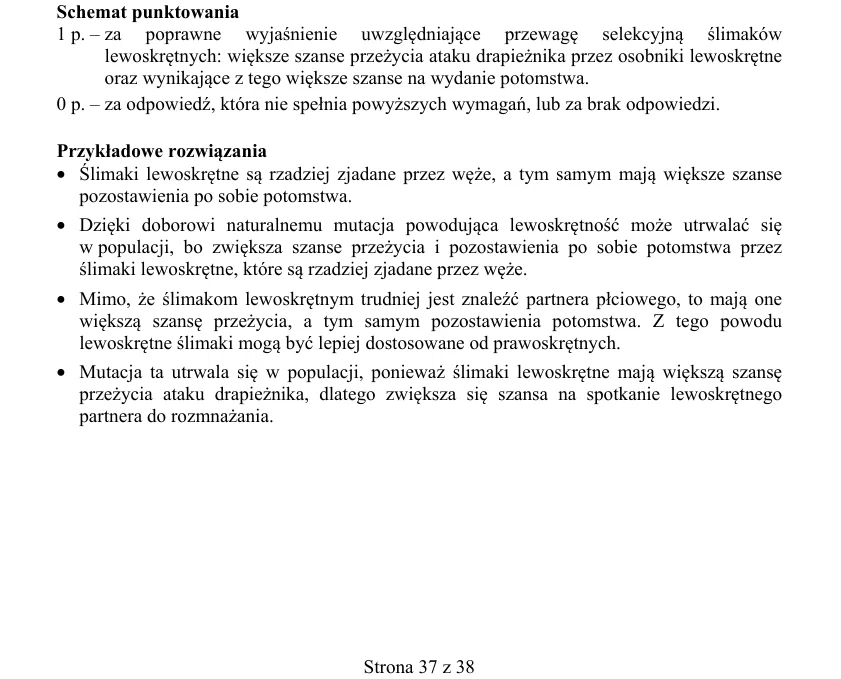 Schemat punktowania
1 p. – za poprawne wyjaśnienie uwzględniające przewagę selekcyjną ślimaków
lewoskrętnych: większe szanse przeżycia ataku drapieżnika przez osobniki lewoskrętne
oraz wynikające z tego większe szanse na wydanie potomstwa.
0 p. – za odpowiedź, która nie spełnia powyższych wymagań, lub za brak odpowiedzi.
Przykładowe rozwiązania
• Ślimaki lewoskrętne są rzadziej zjadane przez węże, a tym samym mają większe szanse
pozostawienia po sobie potomstwa.
• Dzięki doborowi naturalnemu mutacja powodująca lewoskrętność może utrwalać się
w populacji, bo zwiększa szanse przeżycia i pozostawienia po sobie potomstwa przez
ślimaki lewoskrętne, które są rzadziej zjadane przez węże.
• Mimo, że ślimakom lewoskrętnym trudniej jest znaleźć partnera płciowego, to mają one
większą szansę przeżycia, a tym samym pozostawienia potomstwa. Z tego powodu
lewoskrętne ślimaki mogą być lepiej dostosowane od prawoskrętnych.
• Mutacja ta utrwala się w populacji, ponieważ ślimaki lewoskrętne mają większą szansę
przeżycia ataku drapieżnika, dlatego zwiększa się szansa na spotkanie lewoskrętnego
partnera do rozmnażania.
Strona 37 z 38